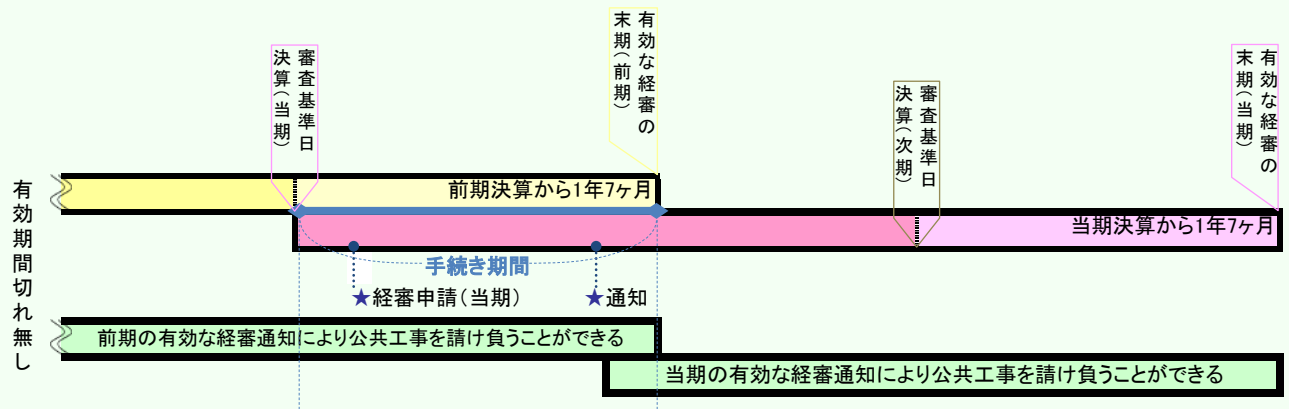 審査基準日
決算(当期)
有効な経審の
末期(前期)
審査基準日
決算(次期)
有効な経審の
末期(当期)
有効期間切れ無し
前期決算から1年7ヶ月
当期決算から1年7ヶ月
手続き期間
★経審申請(当期)
★通知
前期の有効な経審通知により公共工事を請け負うことができる
当期の有効な経審通知により公共工事を請け負うことができる